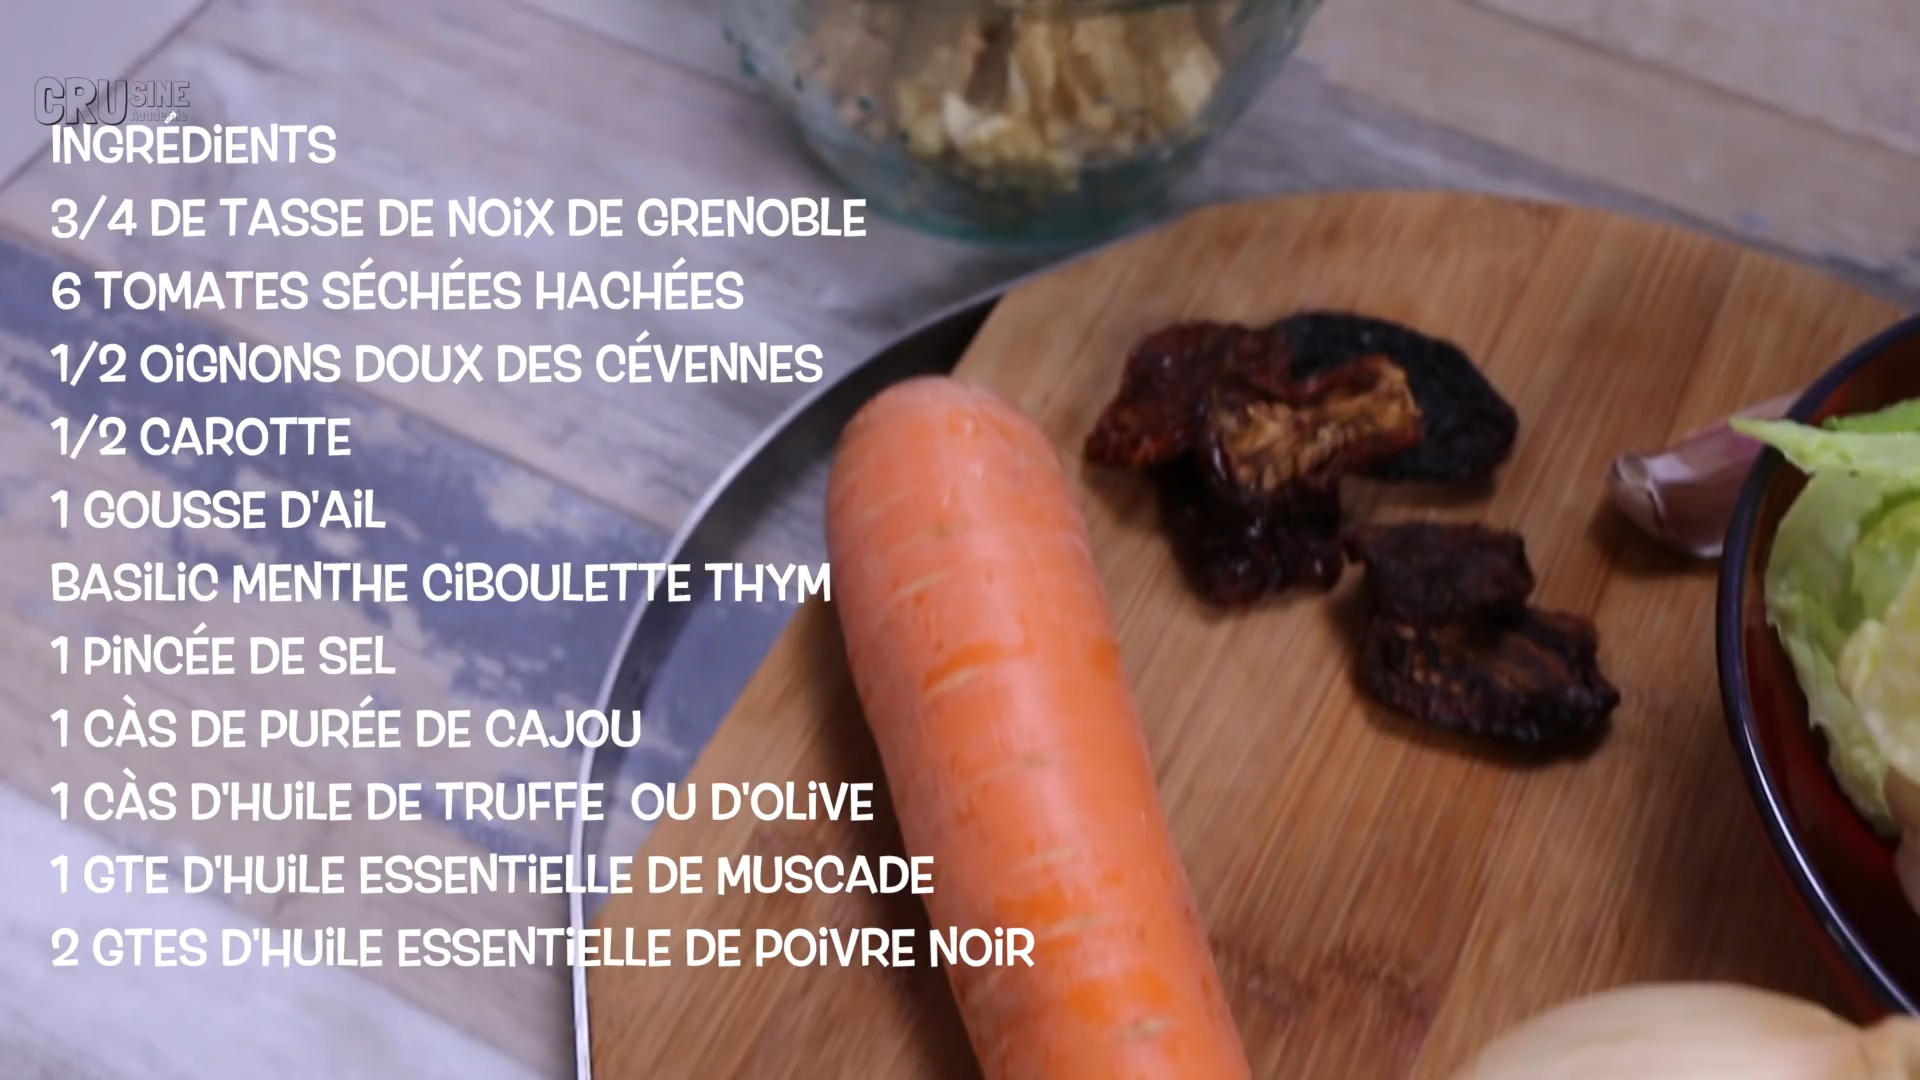 CRUSINE
Académie
INGRÉDiENTS
3/4 DE TASSE DE NOiX DE GRENOBLE
6 TOMATES SÉCHÉES HACHÉES
1/2 OiGNONS DOUX DES CÉVENNES
1/2 CAROTTE
1 GOUSSE D'AiL
BASiLiC MENTHE CiBOULETTE THYM
1 PiNCÉE DE SEL
1 CÀS DE PURÉE DE CAJOU
1 CÀS D'HUiLE DE TRUFFE  OU D'OLiVE
1 GTE D'HUiLE ESSENTiELLE DE MUSCADE
2 GTES D'HUiLE ESSENTiELLE DE POiVRE NOiR